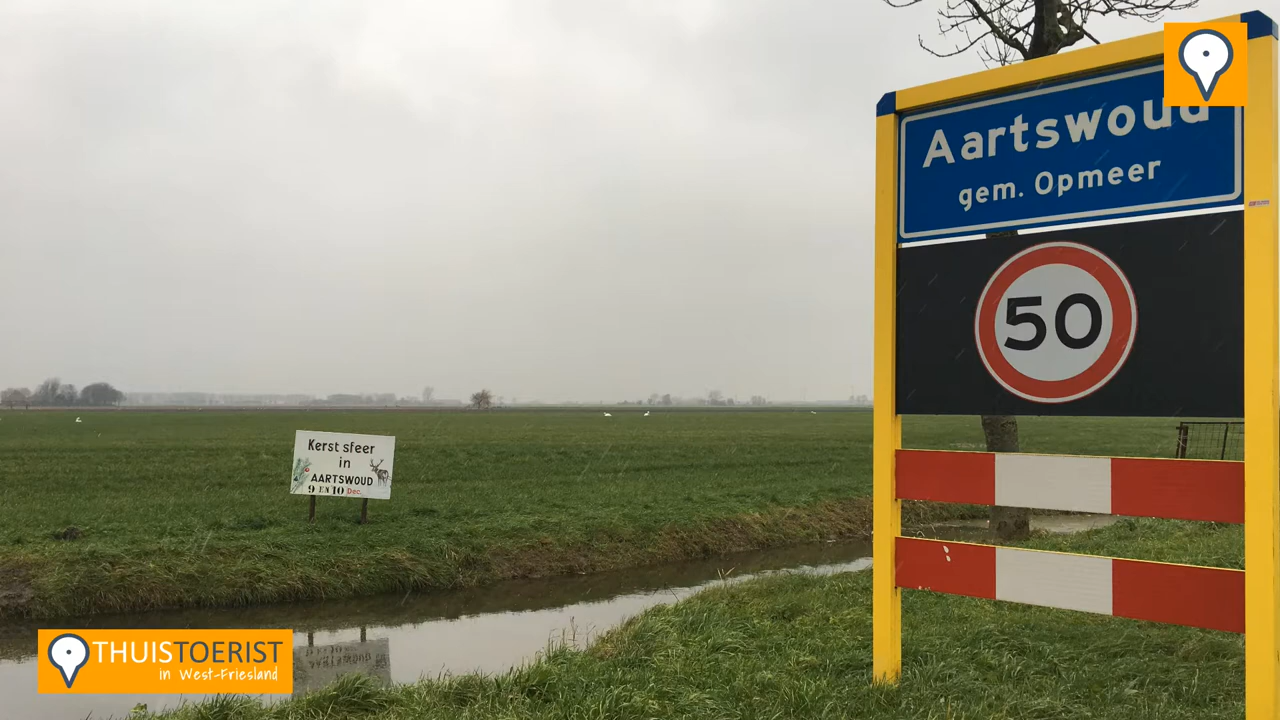 Aartswoud
gem. Opmeer
50
Kerst sfeer
in
AARTSWOUD
9 EN 10 Dec.
THUISTOERIST
in West-Friesland